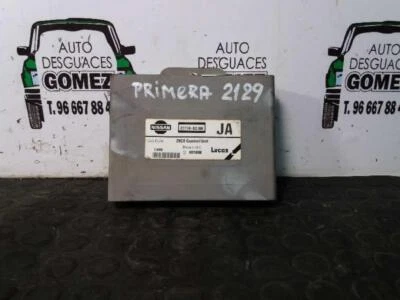 AUTO
DESGUACES
GOMEZ
T. 96 667 88 4
AUTO
DESGUACES
GOMEZ
T. 96 667 88
PRIMERA 2129
NISSAN
JA
Control Unit
Lucas